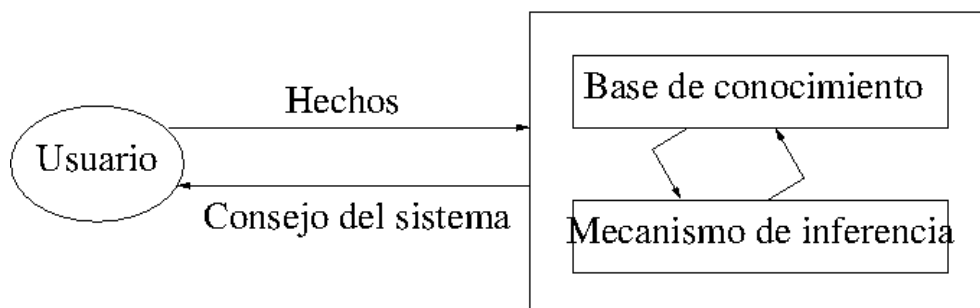 Hechos
Usuario
Consejo del sistema
Base de conocimiento
Mecanismo de inferencia